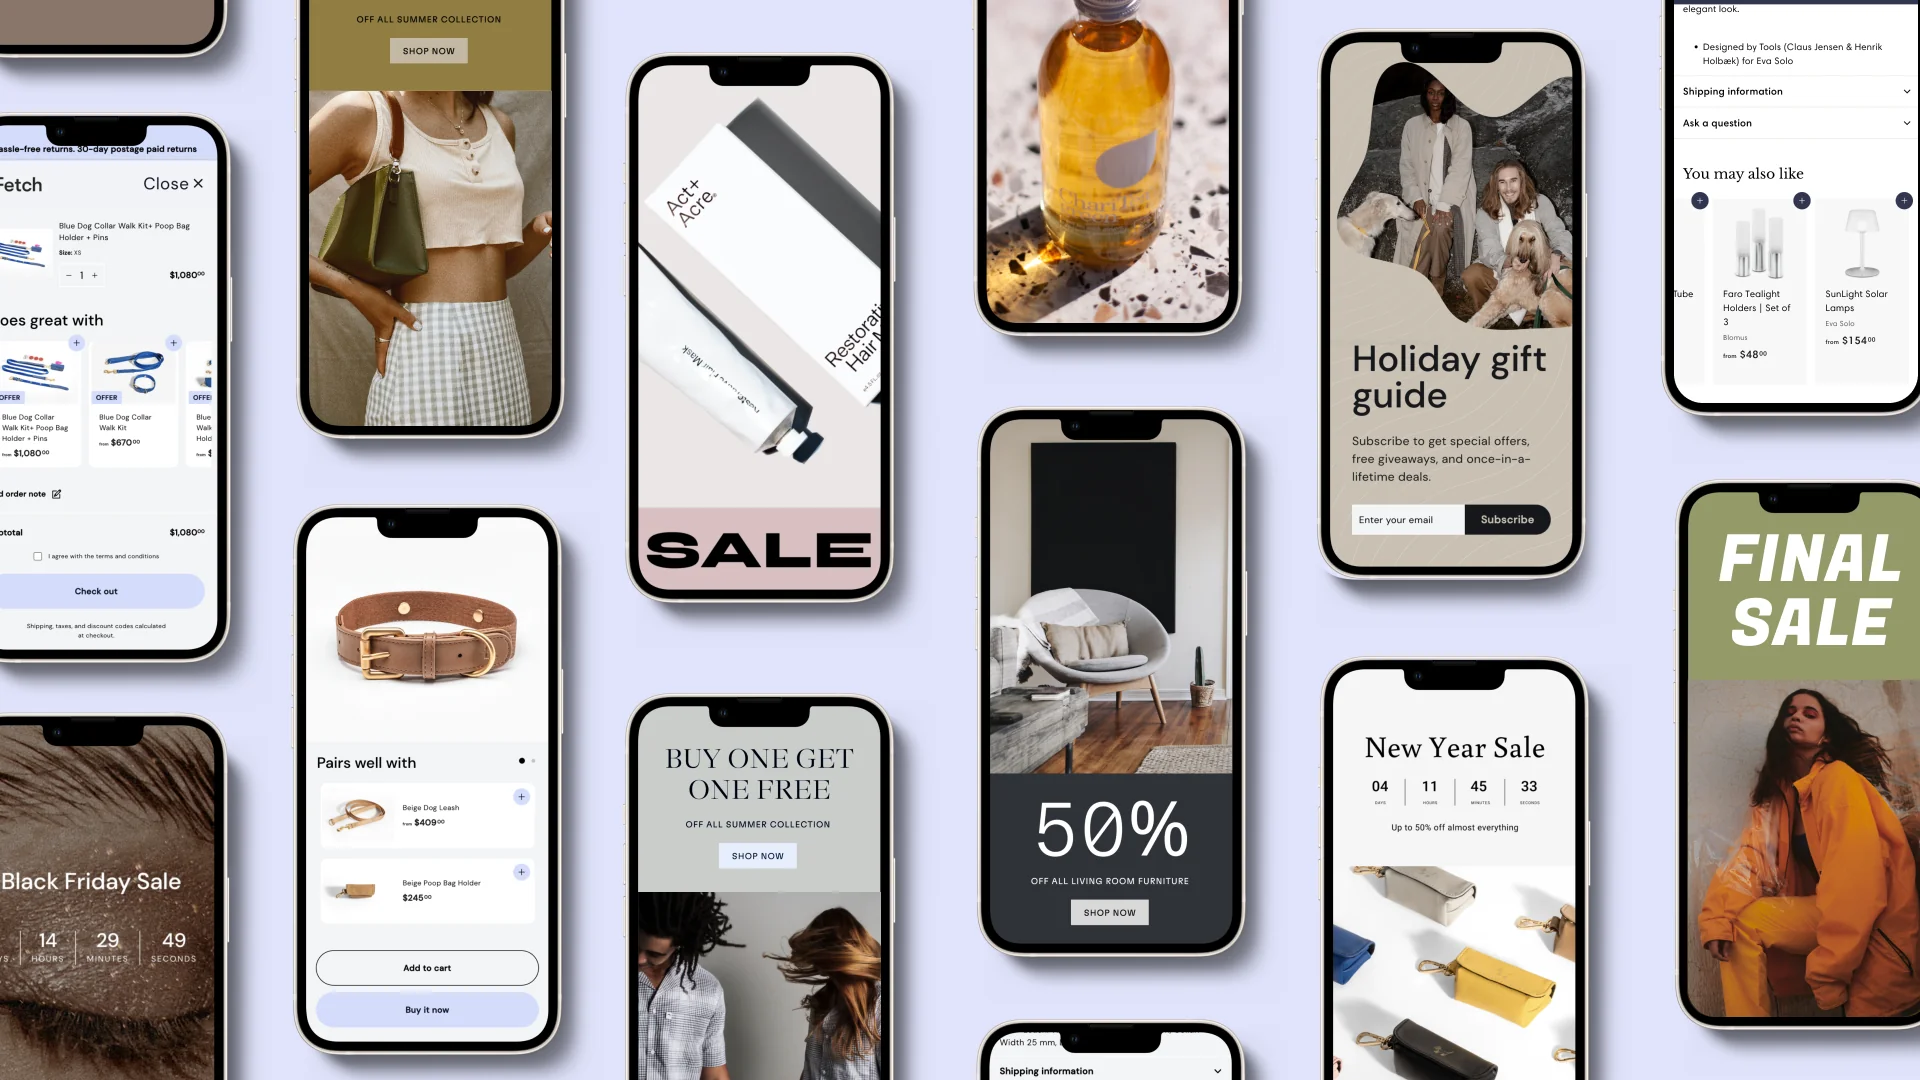 assle-free returns. 30-day postage paid returns
Fetch
Close ×
Blue Dog Collar Walk Kit+ Poop Bag
Holder + Pins
Size: XS
− 1 +
$1,080⁰⁰
oes great with
OFFER
Blue Dog Collar
Walk Kit+ Poop Bag
Holder + Pins
from $1,080⁰⁰
OFFER
Blue Dog Collar
Walk Kit
from $670⁰⁰
OFFE
Blue
Walk
Hold
from $
d order note
ototal
$1,080⁰⁰
I agree with the terms and conditions
Check out
Shipping, taxes, and discount codes calculated
at checkout.
Black Friday Sale
14
29
49
YS
HOURS
MINUTES
SECONDS
OFF ALL SUMMER COLLECTION
SHOP NOW
Pairs well with
Beige Dog Leash
from $409⁰⁰
Beige Poop Bag Holder
$245⁰⁰
Add to cart
Buy it now
Act+
Acre
Restorati
Hair M
Hair Mask
SALE
BUY ONE GET
ONE FREE
OFF ALL SUMMER COLLECTION
SHOP NOW
50%
OFF ALL LIVING ROOM FURNITURE
SHOP NOW
Width 25 mm,
Shipping information
Holiday gift
guide
Subscribe to get special offers,
free giveaways, and once-in-a-
lifetime deals.
Enter your email
Subscribe
New Year Sale
04
11
45
33
DAYS
HOURS
MINUTES
SECONDS
Up to 50% off almost everything
elegant look.
• Designed by Tools (Claus Jensen & Henrik
Holbæk) for Eva Solo
Shipping information
Ask a question
You may also like
Tube
Faro Tealight
Holders | Set of
3
Blomus
from $48⁰⁰
SunLight Solar
Lamps
Eva Solo
from $154⁰⁰
FINAL
SALE